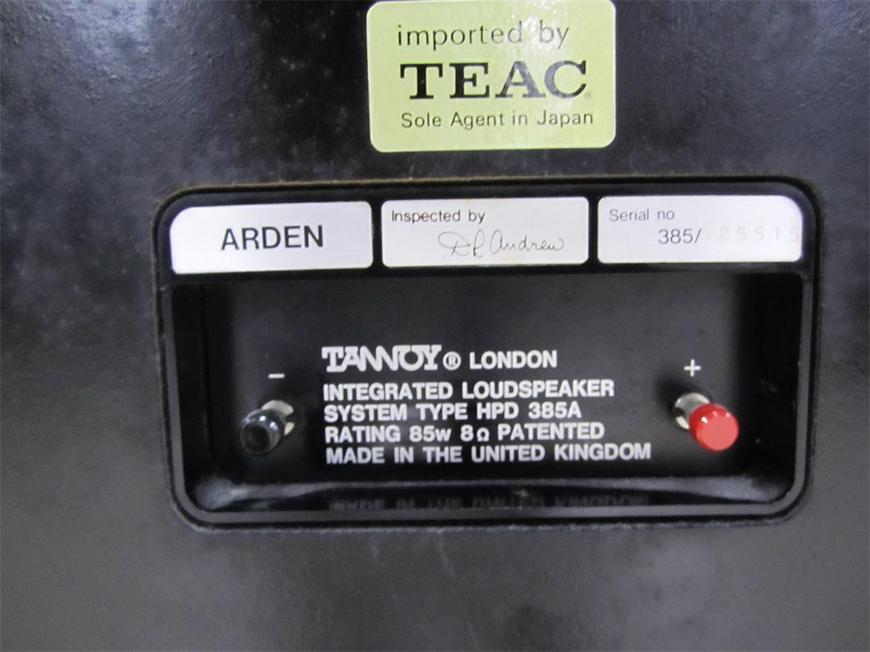 imported by
TEAC
Sole Agent in Japan
ARDEN
Inspected by
Serial no
385/
−
+
TANNOY® LONDON
INTEGRATED LOUDSPEAKER
SYSTEM TYPE HPD 385A
RATING 85w 8Ω PATENTED
MADE IN THE UNITED KINGDOM